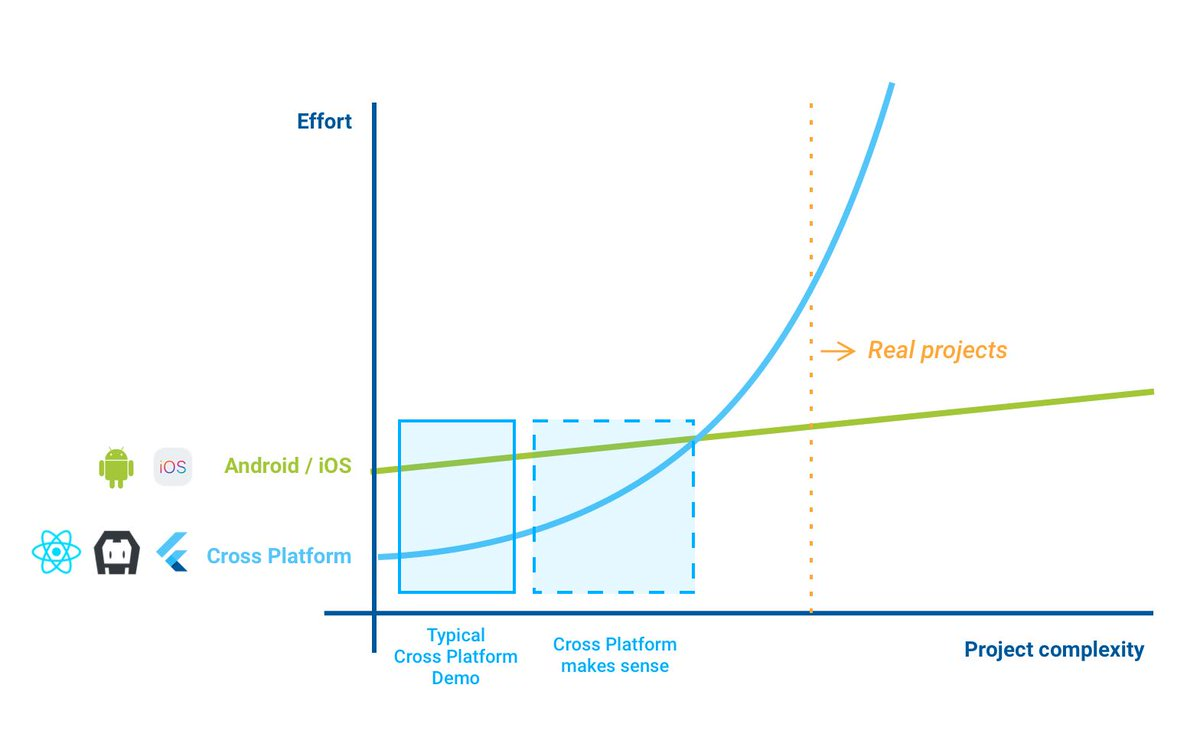 Effort
Real projects
Android / iOS
iOS
Cross Platform
Typical
Cross Platform
Demo
Cross Platform
makes sense
Project complexity